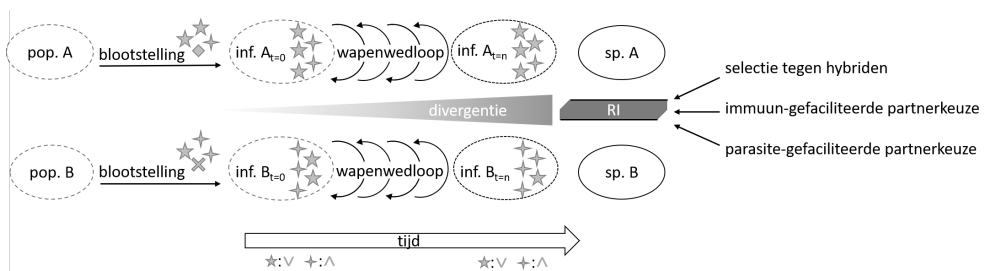 pop. A
blootstelling
inf. At=0
wapenwedloop
inf. At=n
sp. A
selectie tegen hybriden
divergentie
RI
immuun-gefaciliteerde partnerkeuze
parasite-gefaciliteerde partnerkeuze
pop. B
blootstelling
inf. Bt=0
wapenwedloop
inf. Bt=n
sp. B
tijd
★:∨ ✦:∧
★:∨ ✦:∧